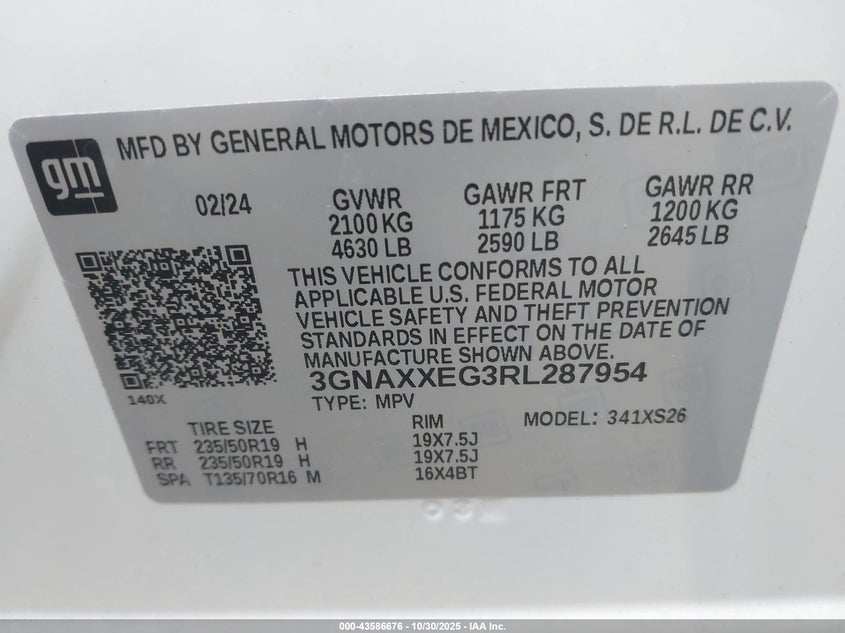 gm
MFD BY GENERAL MOTORS DE MEXICO, S. DE R.L. DE C.V.
02/24 GVWR GAWR FRT GAWR RR
2100 KG 1175 KG 1200 KG
4630 LB 2590 LB 2645 LB
THIS VEHICLE CONFORMS TO ALL
APPLICABLE U.S. FEDERAL MOTOR
VEHICLE SAFETY AND THEFT PREVENTION
STANDARDS IN EFFECT ON THE DATE OF
MANUFACTURE SHOWN ABOVE.
3GNAXXEG3RL287954
140X
TYPE: MPV
TIRE SIZE RIM MODEL: 341XS26
FRT 235/50R19 H 19X7.5J
RR 235/50R19 H 19X7.5J
SPA T135/70R16 M 16X4BT
000-43586676 - 10/30/2025 - IAA Inc.